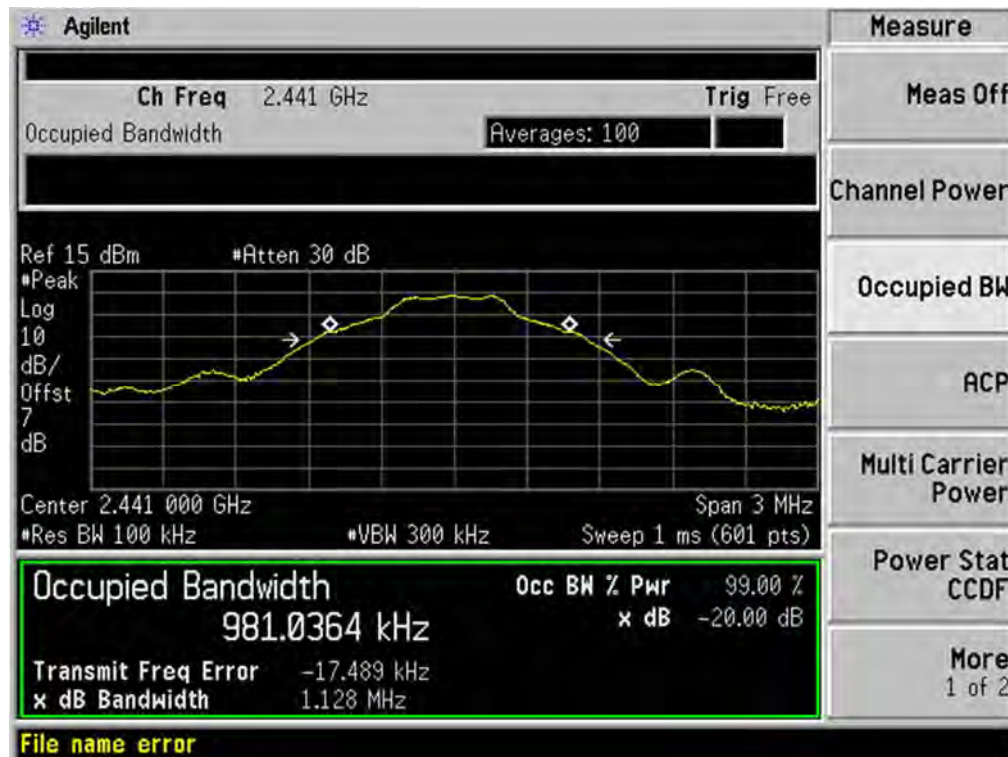 Agilent
Measure
Ch Freq 2.441 GHz Trig Free
Occupied Bandwidth Averages: 100
Meas Off
Channel Power
Occupied BW
ACP
Multi Carrier
Power
Power Stat
CCDF
More
1 of 2
Ref 15 dBm #Atten 30 dB
#Peak
Log
10
dB/
Offst
7
dB
Center 2.441 000 GHz Span 3 MHz
#Res BW 100 kHz #VBW 300 kHz Sweep 1 ms (601 pts)
Occupied Bandwidth Occ BW % Pwr 99.00 %
981.0364 kHz x dB -20.00 dB
Transmit Freq Error -17.489 kHz
x dB Bandwidth 1.128 MHz
File name error